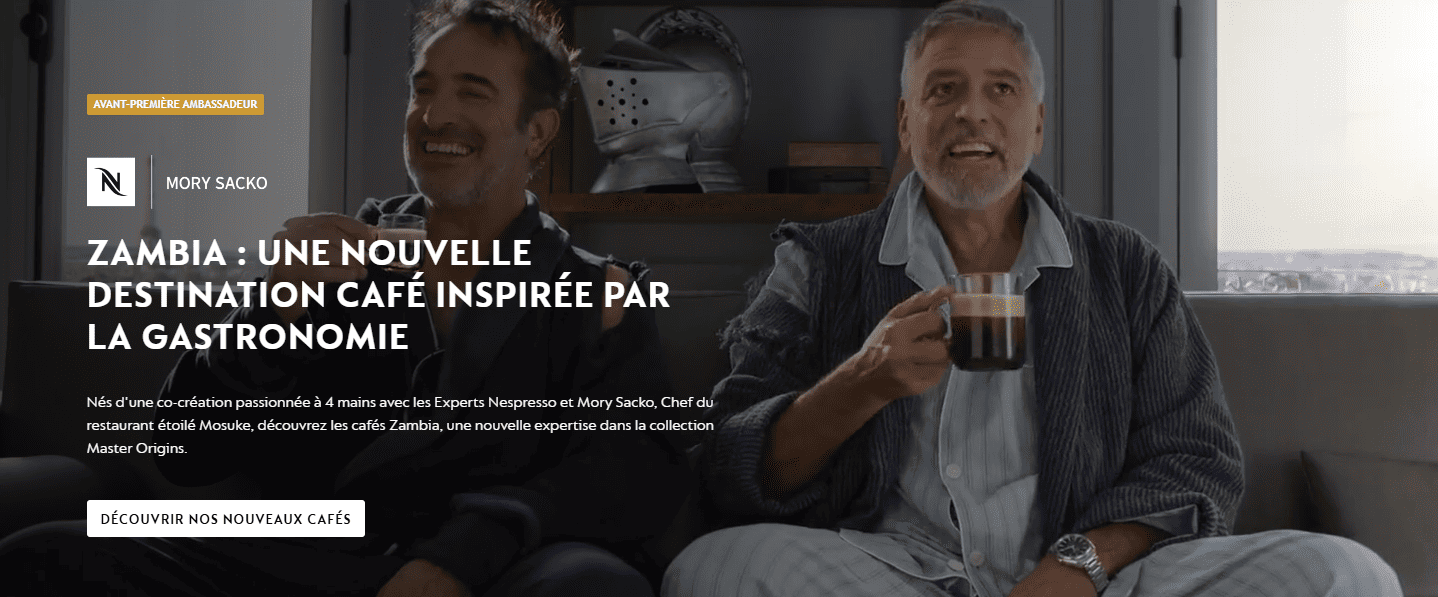 AVANT-PREMIÈRE AMBASSADEUR
N
MORY SACKO
ZAMBIA : UNE NOUVELLE
DESTINATION CAFÉ INSPIRÉE PAR
LA GASTRONOMIE
Nés d'une co-création passionnée à 4 mains avec les Experts Nespresso et Mory Sacko, Chef du
restaurant étoilé Mosuke, découvrez les cafés Zambia, une nouvelle expertise dans la collection
Master Origins.
DÉCOUVRIR NOS NOUVEAUX CAFÉS